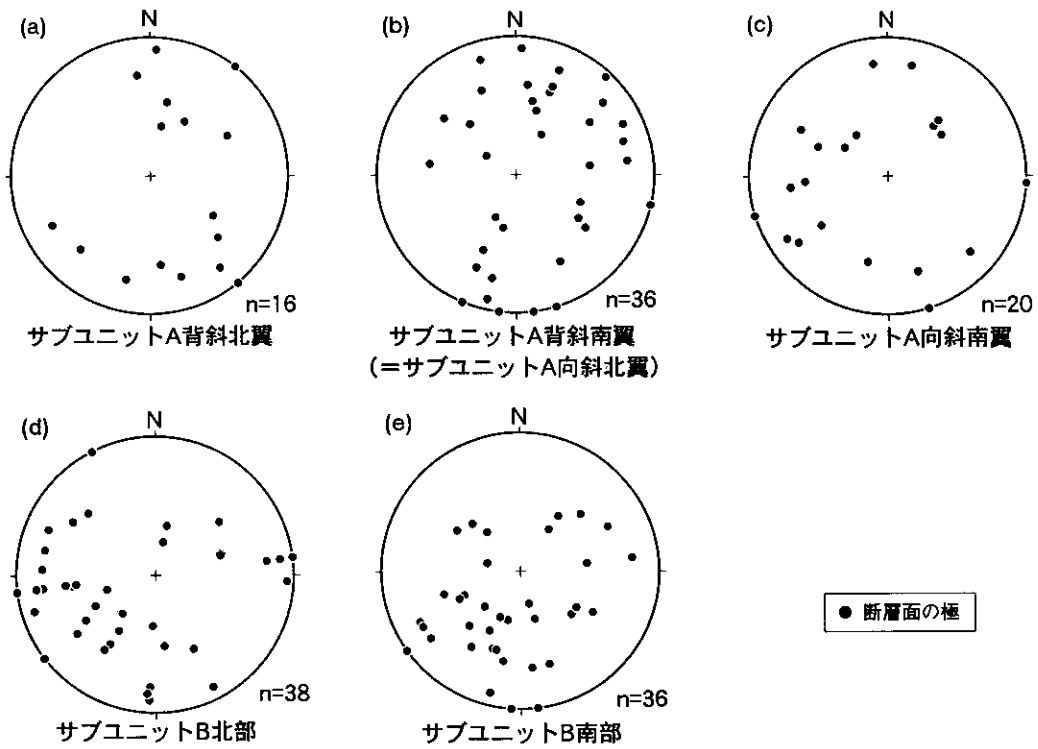 (a)
N
n=16
サブユニットA背斜北翼
(b)
N
n=36
サブユニットA背斜南翼
(＝サブユニットA向斜北翼)
(c)
N
n=20
サブユニットA向斜南翼
(d)
N
n=38
サブユニットB北部
(e)
N
n=36
サブユニットB南部
● 断層面の極